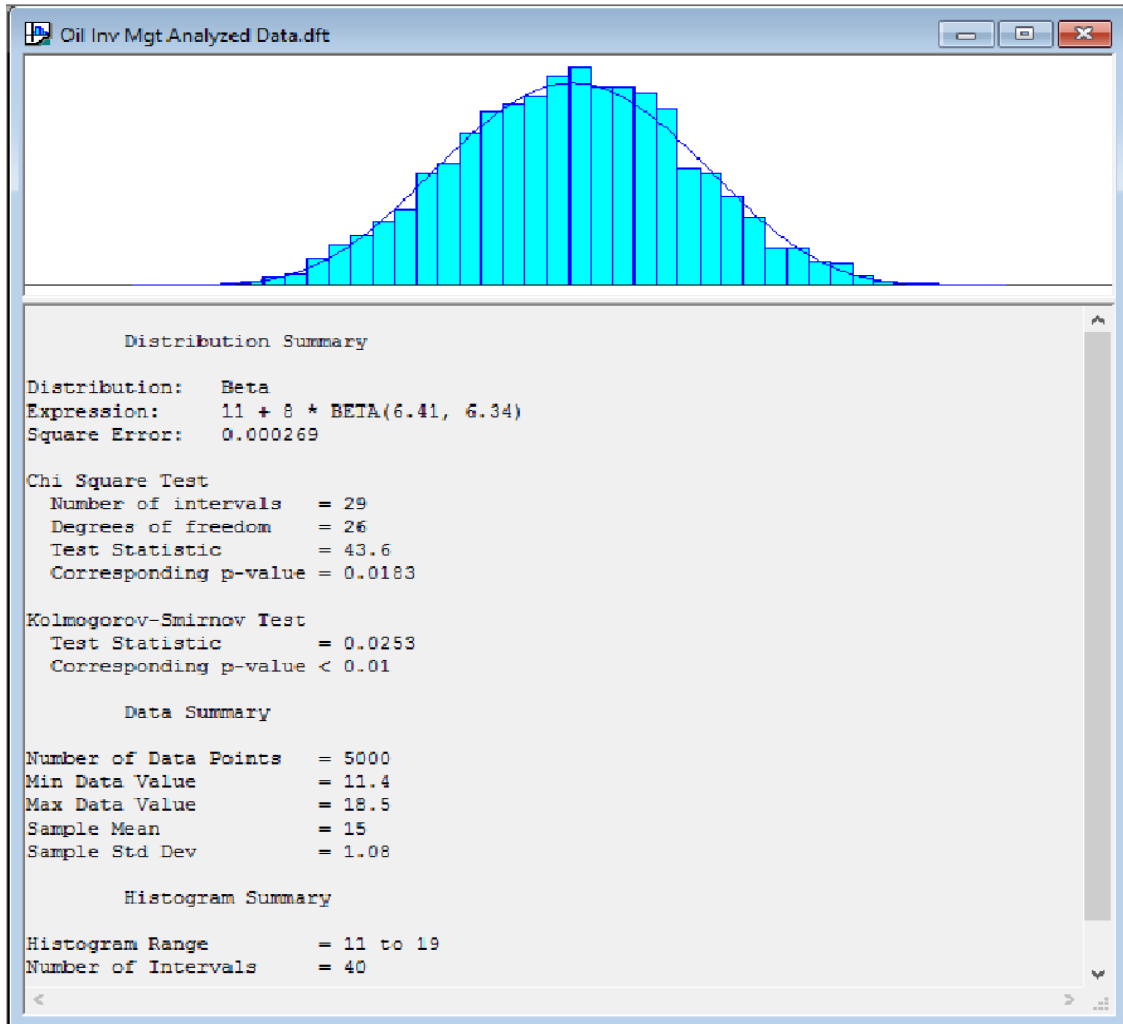 Oil Inv Mgt Analyzed Data.dft
Distribution Summary
Distribution: Beta
Expression: 11 + 8 * BETA(6.41, 6.34)
Square Error: 0.000269
Chi Square Test
Number of intervals = 29
Degrees of freedom = 26
Test Statistic = 43.6
Corresponding p-value = 0.0183
Kolmogorov-Smirnov Test
Test Statistic = 0.0253
Corresponding p-value < 0.01
Data Summary
Number of Data Points = 5000
Min Data Value = 11.4
Max Data Value = 18.5
Sample Mean = 15
Sample Std Dev = 1.08
Histogram Summary
Histogram Range = 11 to 19
Number of Intervals = 40